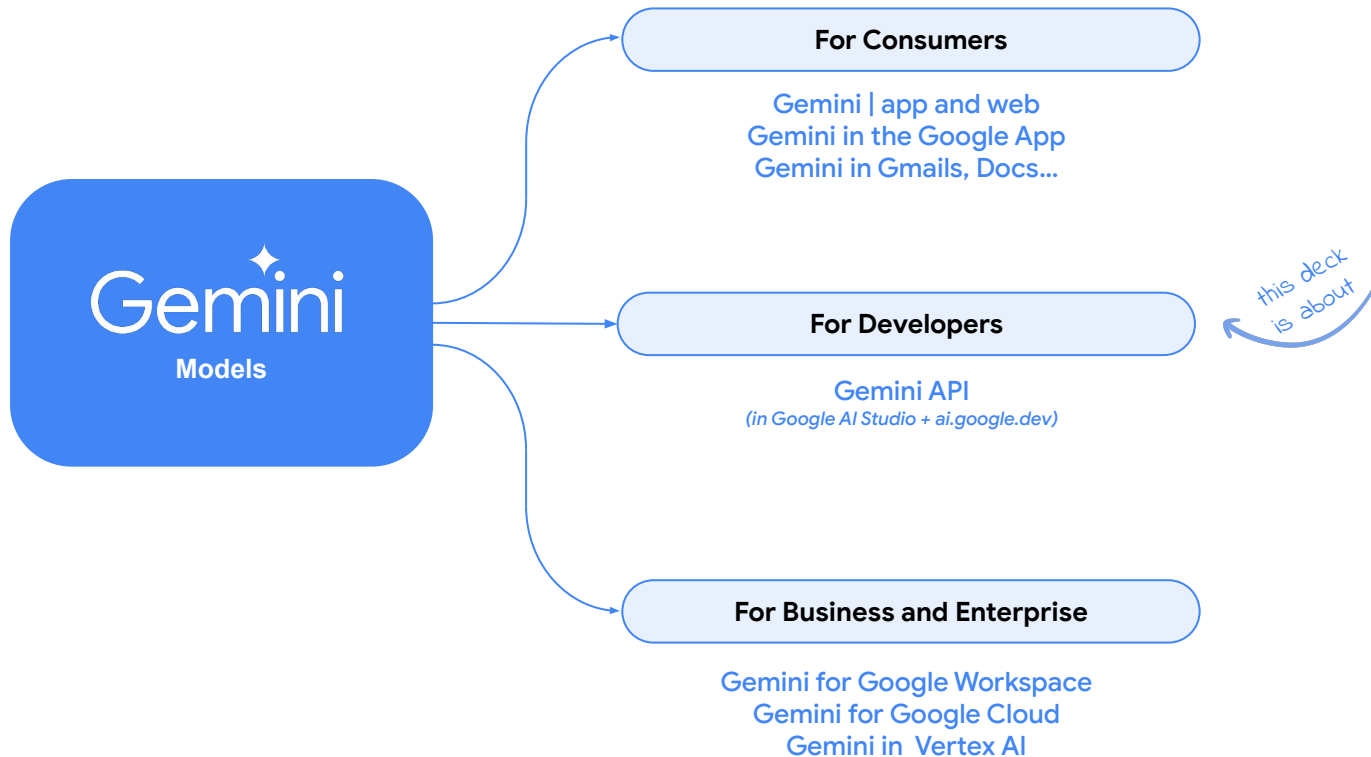 Gemini
Models
For Consumers
Gemini | app and web
Gemini in the Google App
Gemini in Gmails, Docs...
For Developers
Gemini API
(in Google AI Studio + ai.google.dev)
this deck
is about
For Business and Enterprise
Gemini for Google Workspace
Gemini for Google Cloud
Gemini in  Vertex AI